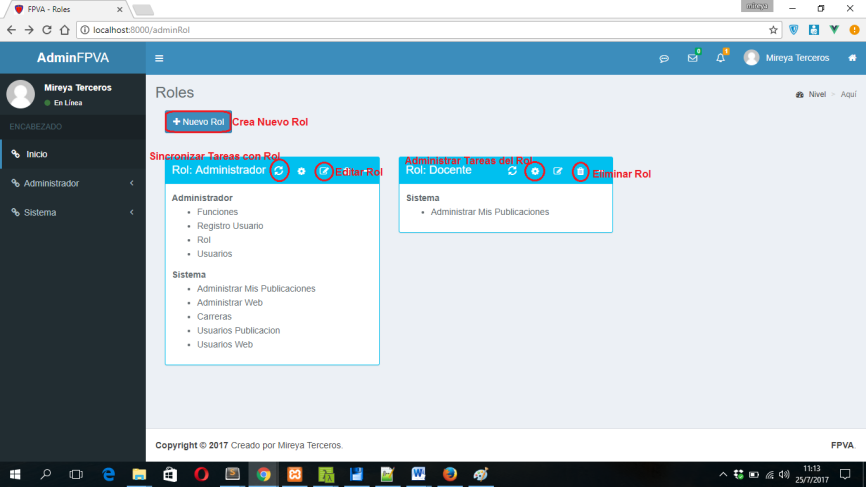 mireya
FPVA - Roles
localhost:8000/adminRol
AdminFPVA
0
1
Mireya Terceros
Mireya Terceros
En Línea
ENCABEZADO
Inicio
Administrador
Sistema
Roles
Nivel > Aquí
Nuevo Rol
Crea Nuevo Rol
Sincronizar Tareas con Rol
Rol: Administrador
Editar Rol
Administrador
Funciones
Registro Usuario
Rol
Usuarios
Sistema
Administrar Mis Publicaciones
Administrar Web
Carreras
Usuarios Publicacion
Usuarios Web
Administrar Tareas del Rol
Rol: Docente
Eliminar Rol
Sistema
Administrar Mis Publicaciones
Copyright © 2017 Creado por Mireya Terceros.
FPVA.
11:13
25/7/2017